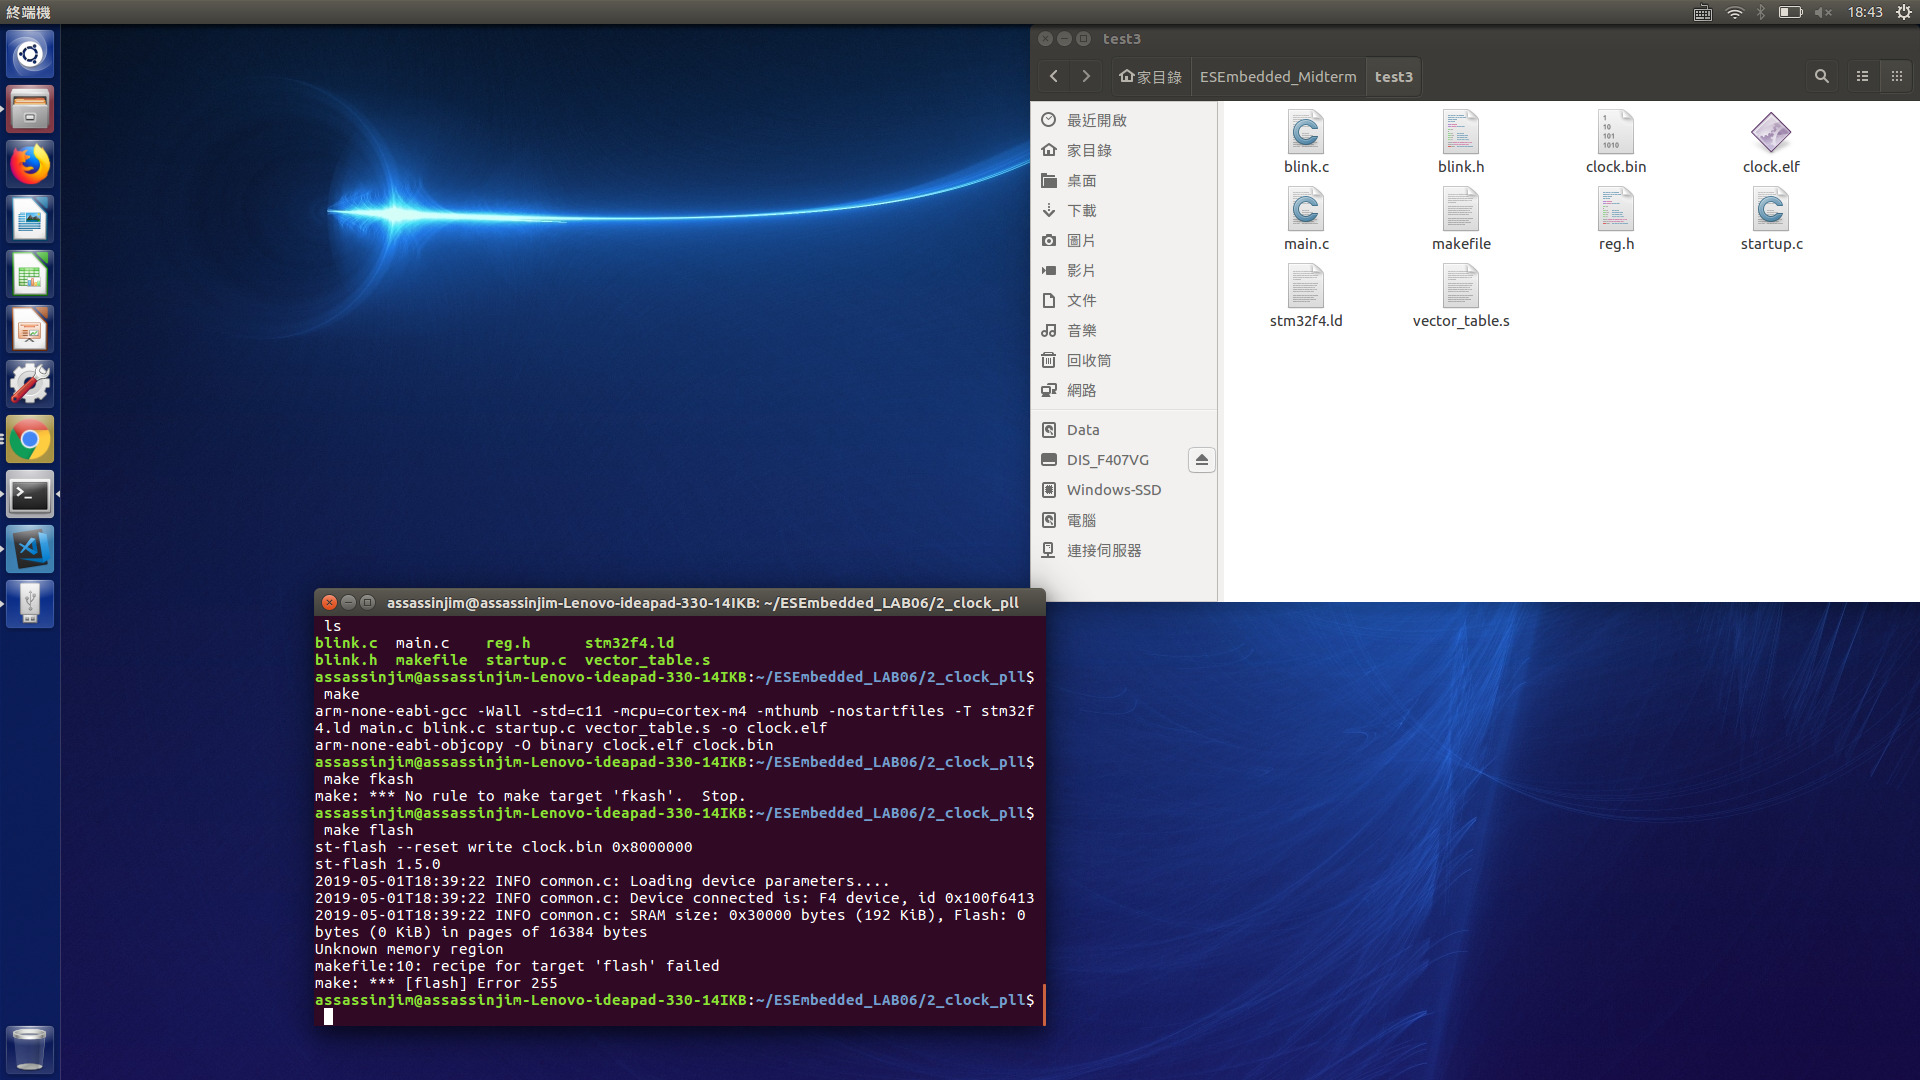 終端機
18:43
test3
家目錄 ESEmbedded_Midterm test3
最近開啟
家目錄
桌面
下載
圖片
影片
文件
音樂
回收筒
網路
Data
DIS_F407VG
Windows-SSD
電腦
連接伺服器
blink.c blink.h clock.bin clock.elf
main.c makefile reg.h startup.c
stm32f4.ld vector_table.s
assassinjim@assassinjim-Lenovo-ideapad-330-14IKB: ~/ESEmbedded_LAB06/2_clock_pll
ls
blink.c main.c reg.h stm32f4.ld
blink.h makefile startup.c vector_table.s
assassinjim@assassinjim-Lenovo-ideapad-330-14IKB:~/ESEmbedded_LAB06/2_clock_pll$
make
arm-none-eabi-gcc -Wall -std=c11 -mcpu=cortex-m4 -mthumb -nostartfiles -T stm32f
4.ld main.c blink.c startup.c vector_table.s -o clock.elf
arm-none-eabi-objcopy -O binary clock.elf clock.bin
assassinjim@assassinjim-Lenovo-ideapad-330-14IKB:~/ESEmbedded_LAB06/2_clock_pll$
make fkash
make: *** No rule to make target 'fkash'.  Stop.
assassinjim@assassinjim-Lenovo-ideapad-330-14IKB:~/ESEmbedded_LAB06/2_clock_pll$
make flash
st-flash --reset write clock.bin 0x8000000
st-flash 1.5.0
2019-05-01T18:39:22 INFO common.c: Loading device parameters....
2019-05-01T18:39:22 INFO common.c: Device connected is: F4 device, id 0x100f6413
2019-05-01T18:39:22 INFO common.c: SRAM size: 0x30000 bytes (192 KiB), Flash: 0
bytes (0 KiB) in pages of 16384 bytes
Unknown memory region
makefile:10: recipe for target 'flash' failed
make: *** [flash] Error 255
assassinjim@assassinjim-Lenovo-ideapad-330-14IKB:~/ESEmbedded_LAB06/2_clock_pll$